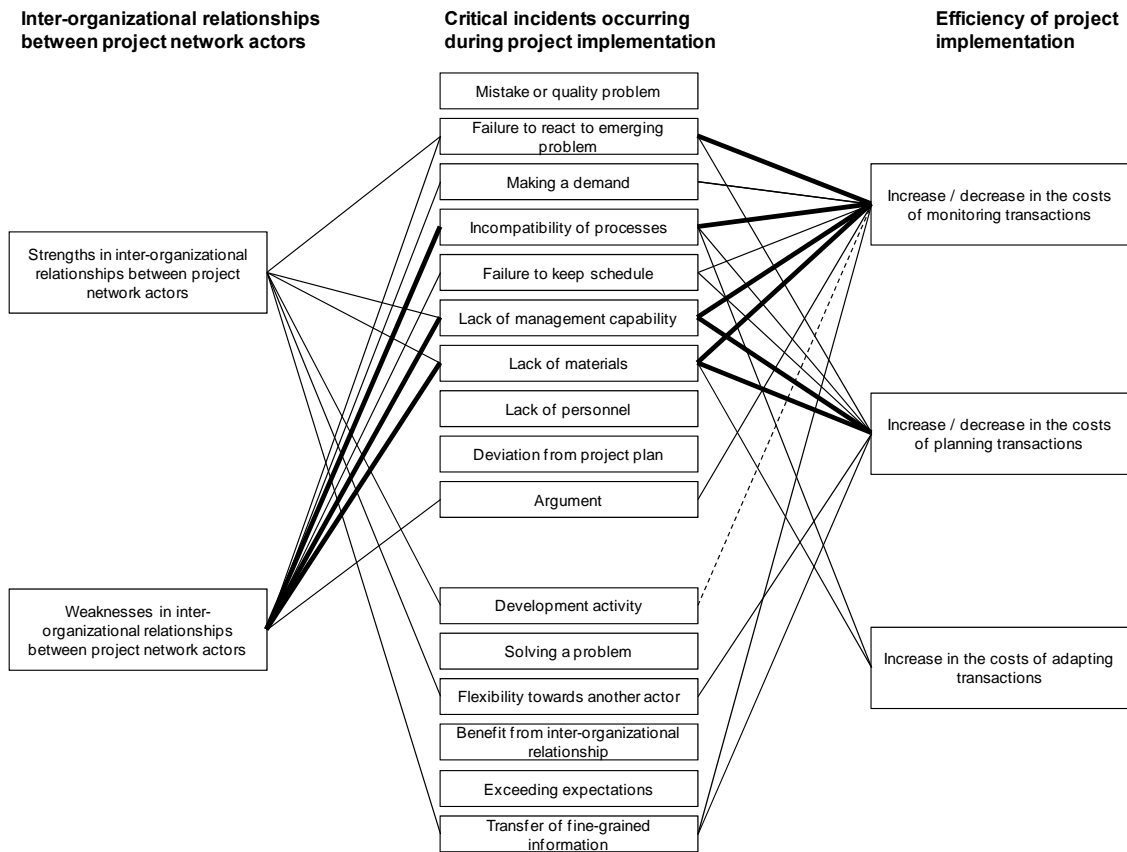 Inter-organizational relationships
between project network actors
Critical incidents occurring
during project implementation
Efficiency of project
implementation
Strengths in inter-organizational
relationships between project
network actors
Weaknesses in inter-
organizational relationships
between project network actors
Mistake or quality problem
Failure to react to emerging
problem
Making a demand
Incompatibility of processes
Failure to keep schedule
Lack of management capability
Lack of materials
Lack of personnel
Deviation from project plan
Argument
Development activity
Solving a problem
Flexibility towards another actor
Benefit from inter-organizational
relationship
Exceeding expectations
Transfer of fine-grained
information
Increase / decrease in the costs
of monitoring transactions
Increase / decrease in the costs
of planning transactions
Increase in the costs of adapting
transactions